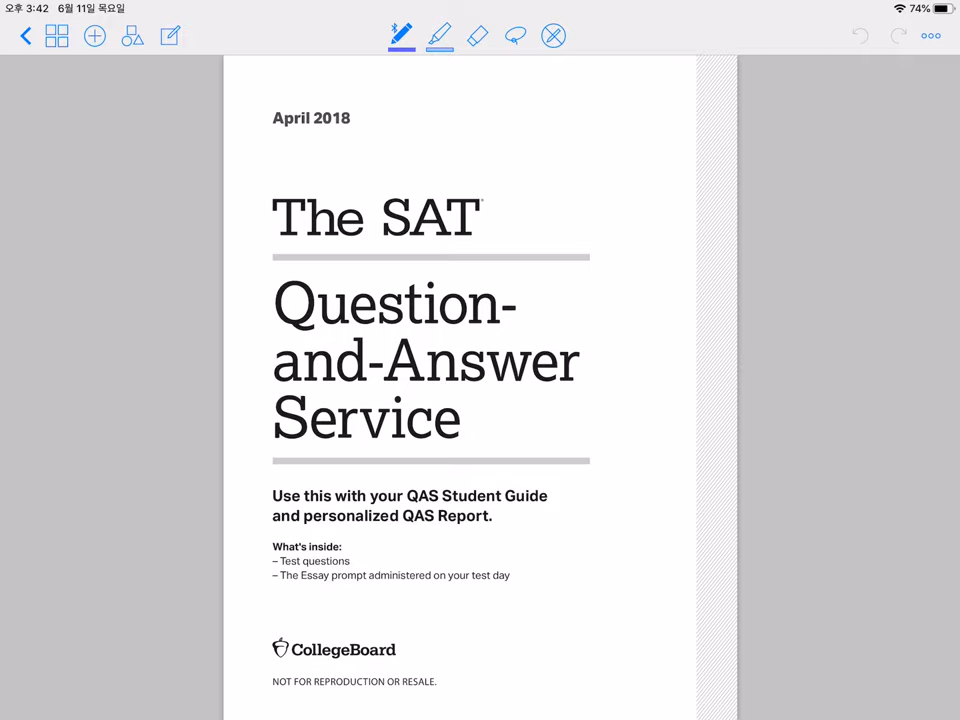 오후 3:42 6월 11일 목요일
74%
April 2018
The SAT
Question-
and-Answer
Service
Use this with your QAS Student Guide
and personalized QAS Report.
What's inside:
– Test questions
– The Essay prompt administered on your test day
CollegeBoard
NOT FOR REPRODUCTION OR RESALE.